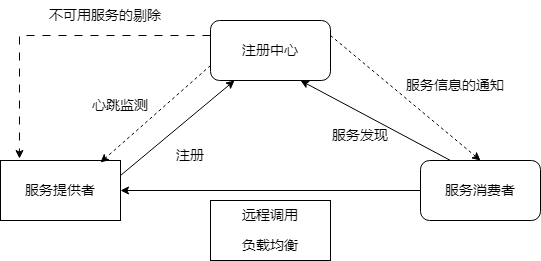 不可用服务的剔除
注册中心
服务信息的通知
心跳监测
服务发现
注册
服务提供者
服务消费者
远程调用
负载均衡